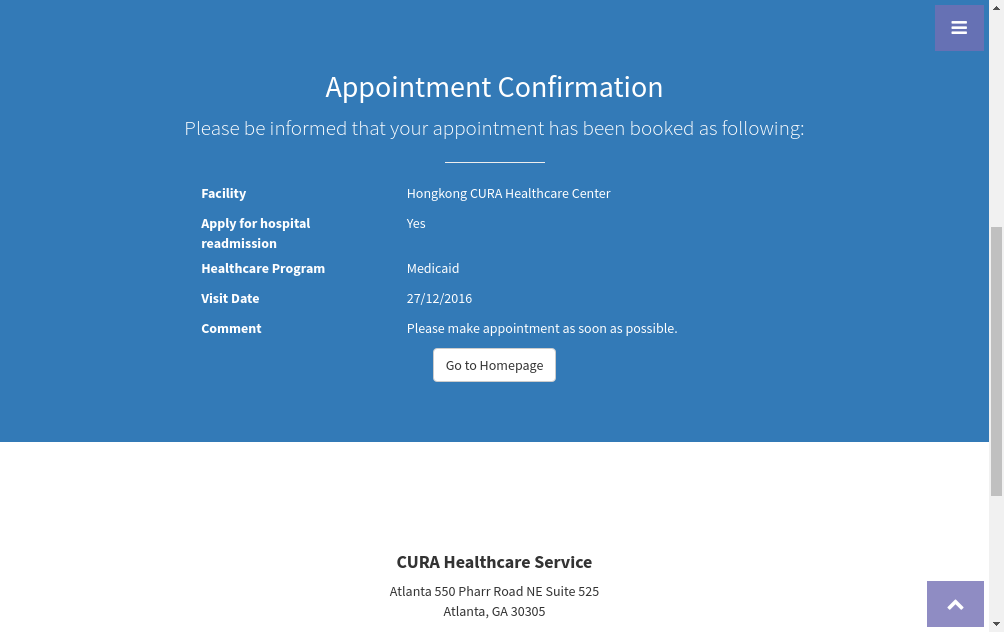 Appointment Confirmation
Please be informed that your appointment has been booked as following:
Facility Hongkong CURA Healthcare Center
Apply for hospital readmission Yes
Healthcare Program Medicaid
Visit Date 27/12/2016
Comment Please make appointment as soon as possible.
Go to Homepage
CURA Healthcare Service
Atlanta 550 Pharr Road NE Suite 525
Atlanta, GA 30305